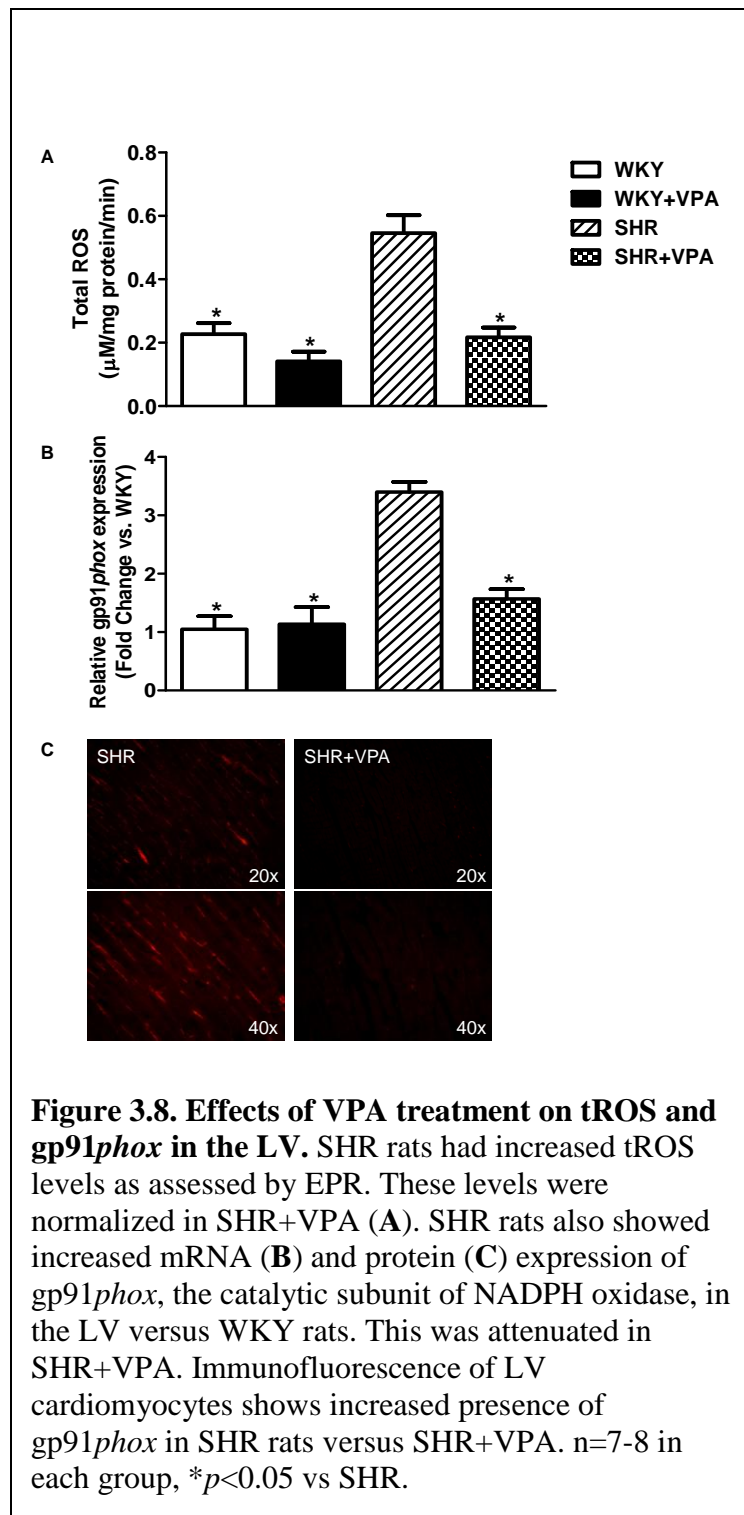 A
0.8
0.6
0.4
0.2
0.0
Total ROS
(µM/mg protein/min)
*
*
*
WKY
WKY+VPA
SHR
SHR+VPA
B
4
3
2
1
0
Relative gp91phox expression
(Fold Change vs. WKY)
*
*
*
C
SHR
SHR+VPA
20x
20x
40x
40x
Figure 3.8. Effects of VPA treatment on tROS and
gp91phox in the LV. SHR rats had increased tROS
levels as assessed by EPR. These levels were
normalized in SHR+VPA (A). SHR rats also showed
increased mRNA (B) and protein (C) expression of
gp91phox, the catalytic subunit of NADPH oxidase, in
the LV versus WKY rats. This was attenuated in
SHR+VPA. Immunofluorescence of LV
cardiomyocytes shows increased presence of
gp91phox in SHR rats versus SHR+VPA. n=7-8 in
each group, *p<0.05 vs SHR.